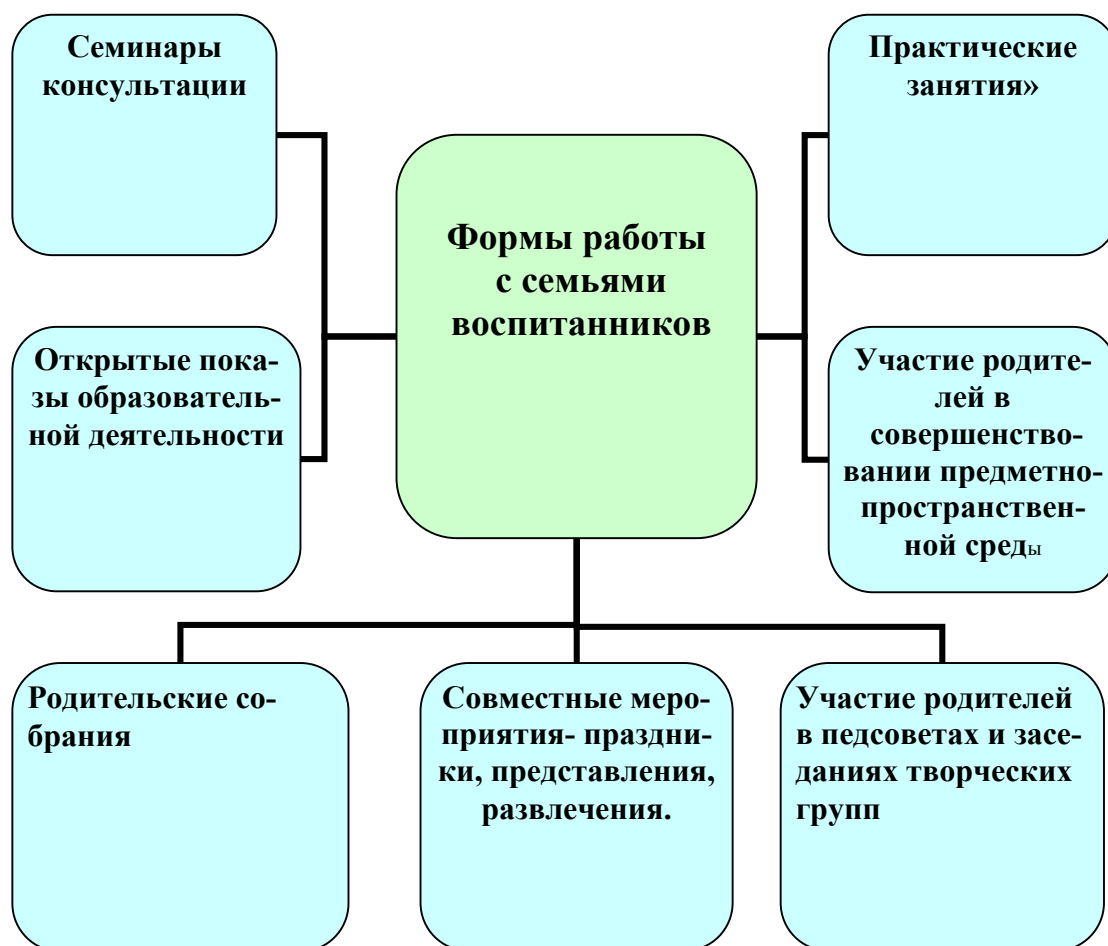 Семинары
консультации
Практические
занятия»
Формы работы
с семьями
воспитанников
Открытые пока-
зы образователь-
ной деятельности
Участие родите-
лей в
совершенство-
вании предметно-
пространствен-
ной среды
Родительские со-
брания
Совместные меро-
приятия- праздни-
ки, представления,
развлечения.
Участие родителей
в педсоветах и засе-
даниях творческих
групп